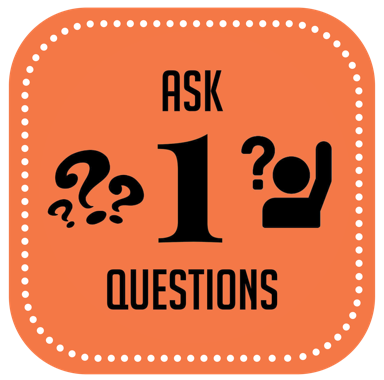 ASK
??? 1 ?
QUESTIONS